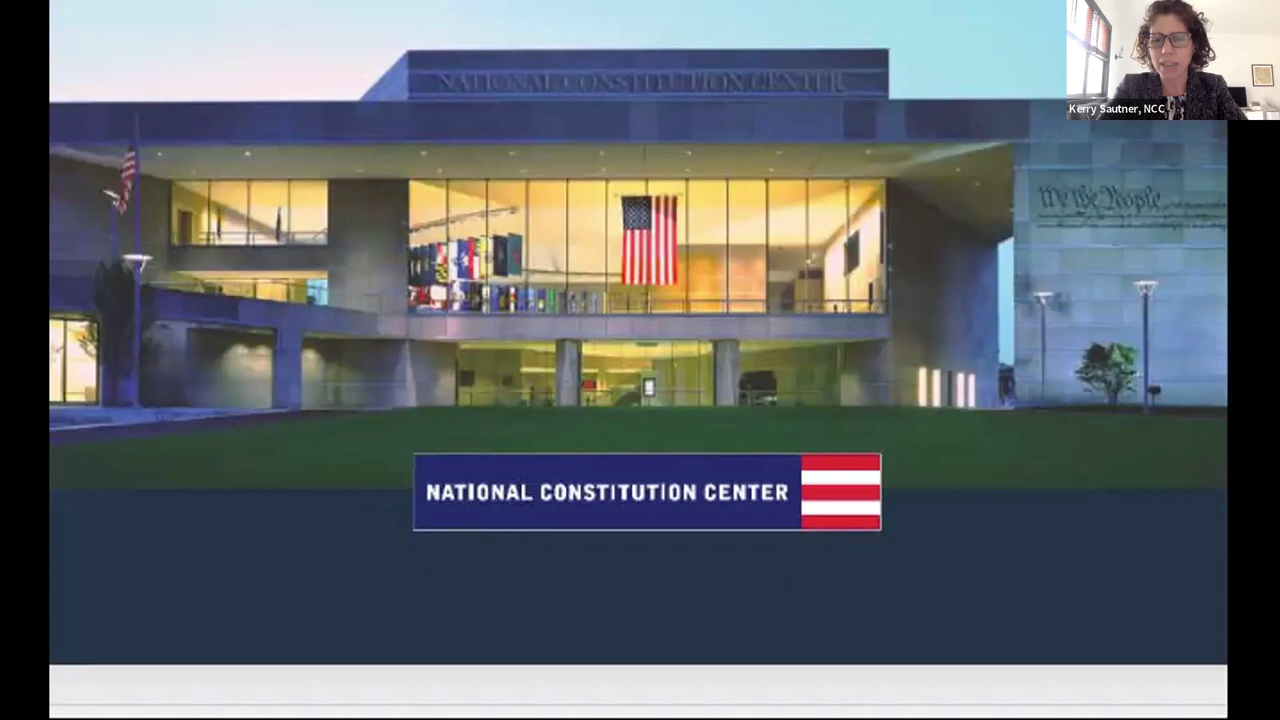 NATIONAL CONSTITUTION CENTER
Kerry Sautner, NCC
We the People
NATIONAL CONSTITUTION CENTER